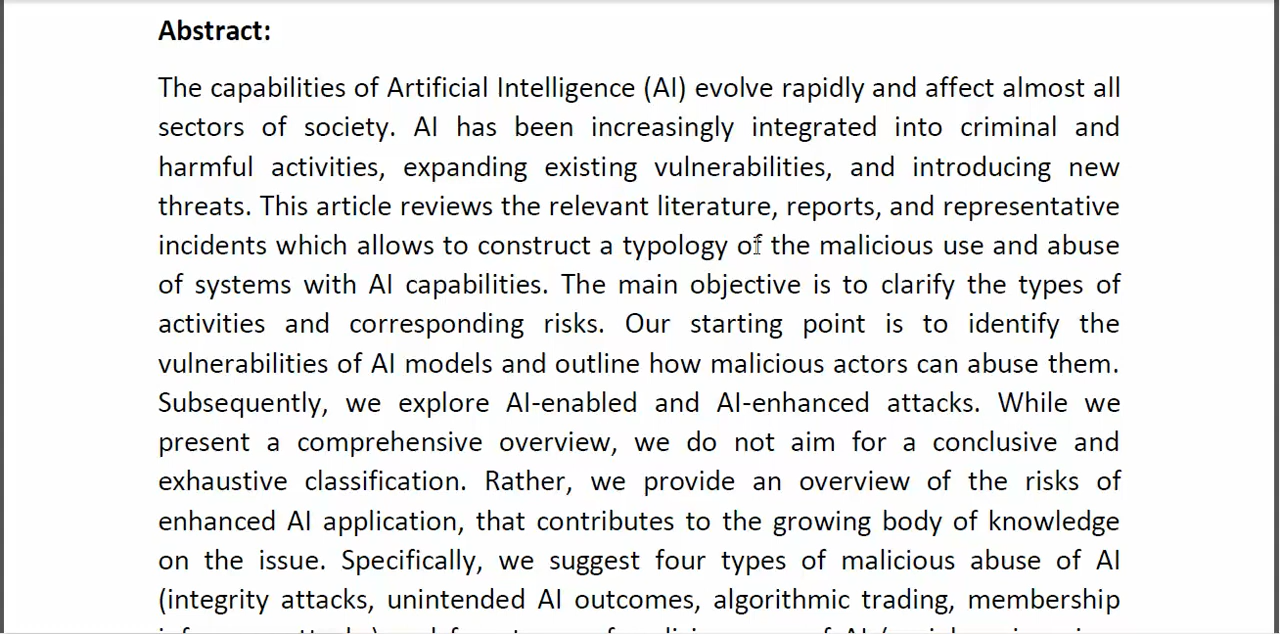 Abstract:
The capabilities of Artificial Intelligence (AI) evolve rapidly and affect almost all
sectors of society. AI has been increasingly integrated into criminal and
harmful activities, expanding existing vulnerabilities, and introducing new
threats. This article reviews the relevant literature, reports, and representative
incidents which allows to construct a typology of the malicious use and abuse
of systems with AI capabilities. The main objective is to clarify the types of
activities and corresponding risks. Our starting point is to identify the
vulnerabilities of AI models and outline how malicious actors can abuse them.
Subsequently, we explore AI-enabled and AI-enhanced attacks. While we
present a comprehensive overview, we do not aim for a conclusive and
exhaustive classification. Rather, we provide an overview of the risks of
enhanced AI application, that contributes to the growing body of knowledge
on the issue. Specifically, we suggest four types of malicious abuse of AI
(integrity attacks, unintended AI outcomes, algorithmic trading, membership